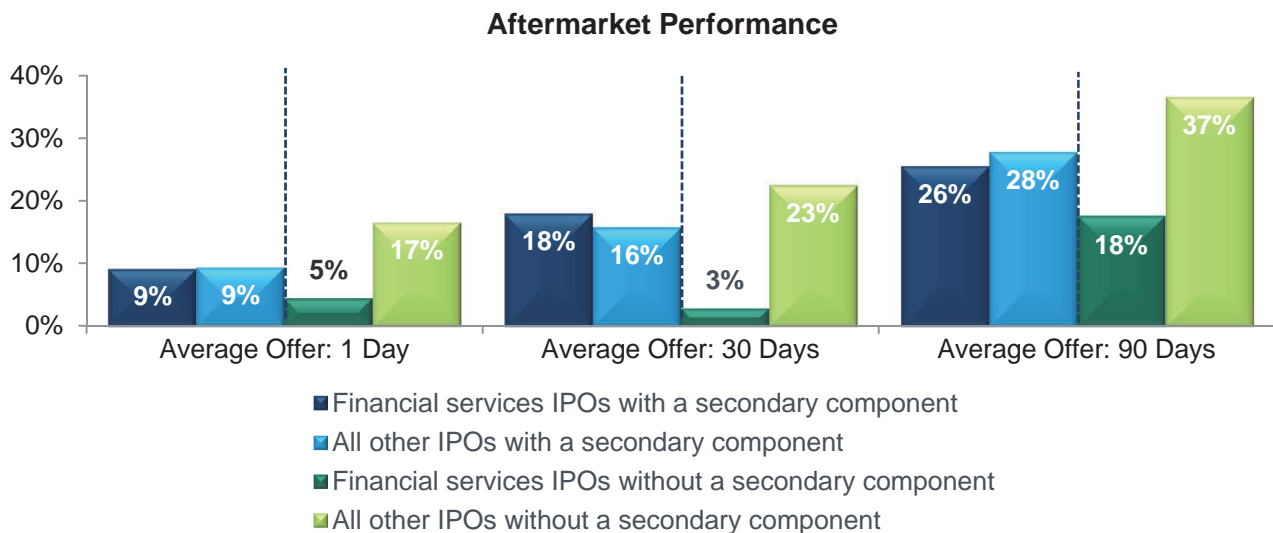 Aftermarket Performance
40%
30%
20%
10%
0%
9%
9%
5%
17%
18%
16%
3%
23%
26%
28%
18%
37%
Average Offer: 1 Day
Average Offer: 30 Days
Average Offer: 90 Days
Financial services IPOs with a secondary component
All other IPOs with a secondary component
Financial services IPOs without a secondary component
All other IPOs without a secondary component